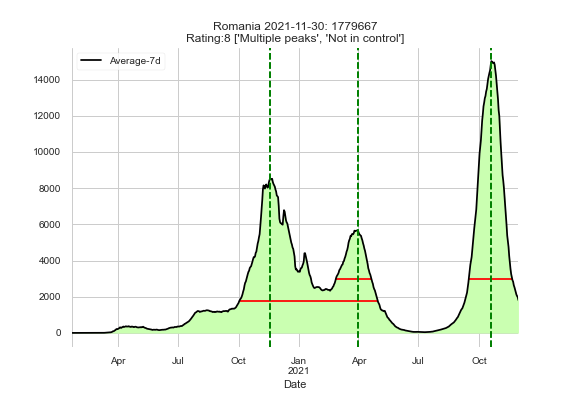 Romania 2021-11-30: 1779667
Rating:8 ['Multiple peaks', 'Not in control']
Average-7d
14000
12000
10000
8000
6000
4000
2000
0
Apr Jul Oct Jan Apr Jul Oct
2021
Date